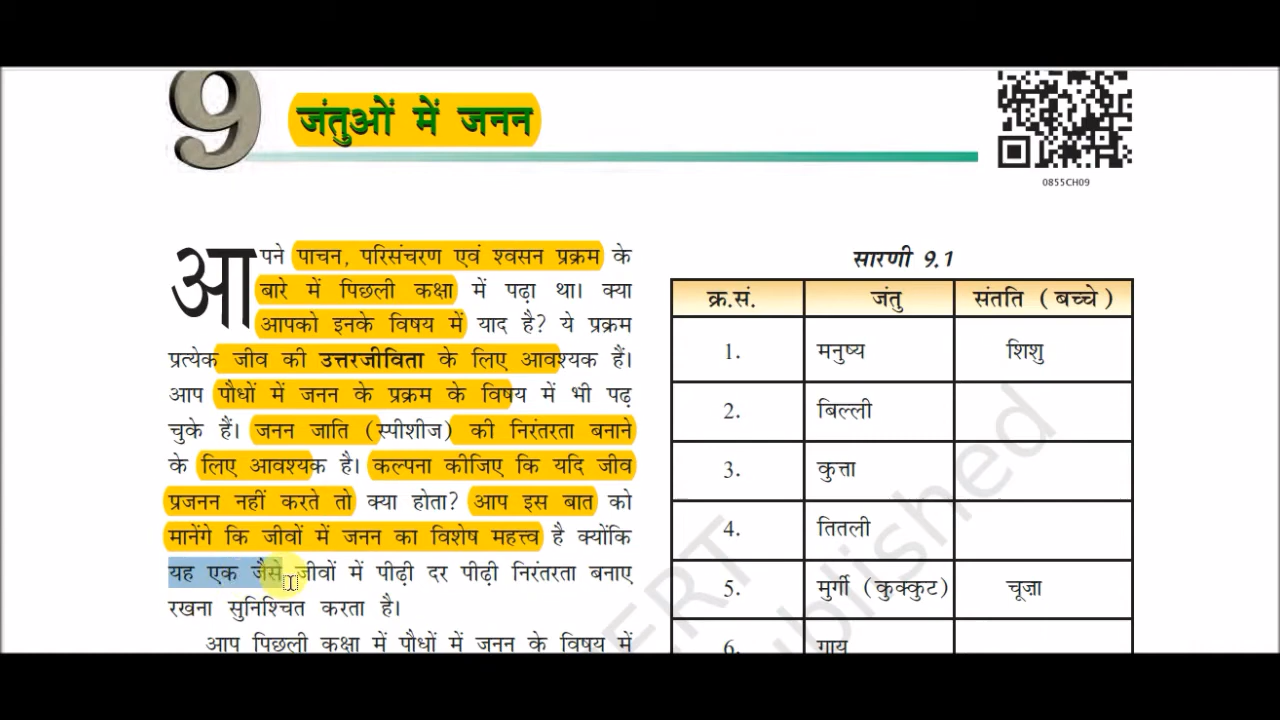 9 जंतुओं में जनन
0855CH09
आपने पाचन, परिसंचरण एवं श्वसन प्रक्रम के
बारे में पिछली कक्षा में पढ़ा था। क्या
आपको इनके विषय में याद है? ये प्रक्रम
प्रत्येक जीव की उत्तरजीविता के लिए आवश्यक हैं।
आप पौधों में जनन के प्रक्रम के विषय में भी पढ़
चुके हैं। जनन जाति (स्पीशीज) की निरंतरता बनाने
के लिए आवश्यक है। कल्पना कीजिए कि यदि जीव
प्रजनन नहीं करते तो क्या होता? आप इस बात को
मानेंगे कि जीवों में जनन का विशेष महत्त्व है क्योंकि
यह एक जैसे जीवों में पीढ़ी दर पीढ़ी निरंतरता बनाए
रखना सुनिश्चित करता है।
आप पिछली कक्षा में पौधों में जनन के विषय में
सारणी 9.1
क्र.सं. जंतु संतति (बच्चे)
1. मनुष्य शिशु
2. बिल्ली
3. कुत्ता
4. तितली
5. मुर्गी (कुक्कुट) चूज़ा
6. गाय